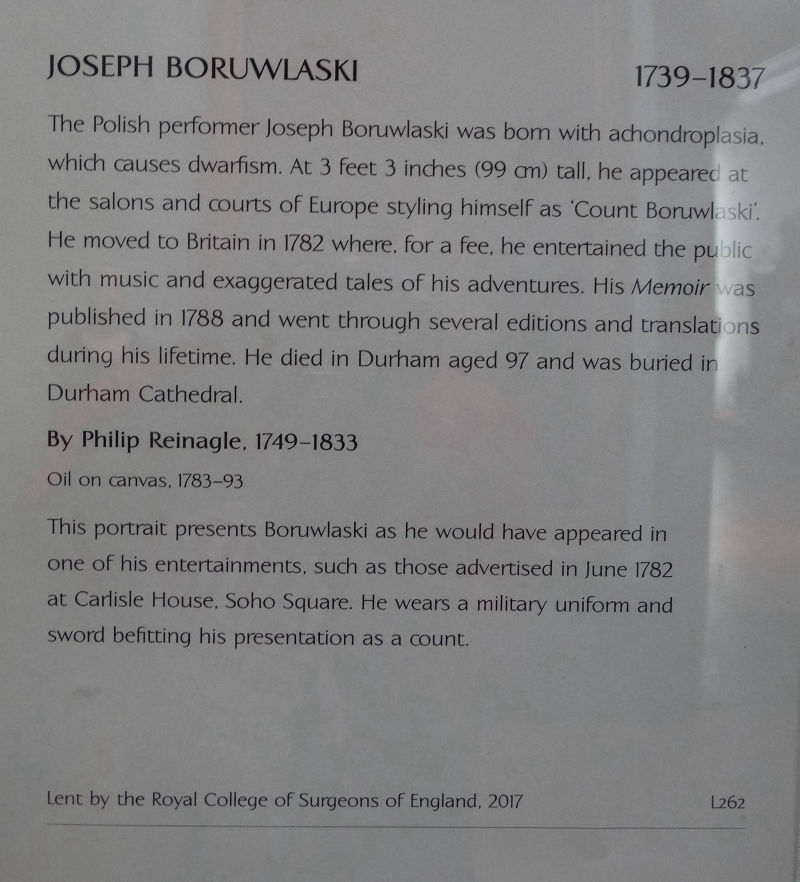 JOSEPH BORUWLASKI 1739–1837
The Polish performer Joseph Boruwlaski was born with achondroplasia,
which causes dwarfism. At 3 feet 3 inches (99 cm) tall, he appeared at
the salons and courts of Europe styling himself as ‘Count Boruwlaski’.
He moved to Britain in 1782 where, for a fee, he entertained the public
with music and exaggerated tales of his adventures. His Memoir was
published in 1788 and went through several editions and translations
during his lifetime. He died in Durham aged 97 and was buried in
Durham Cathedral.
By Philip Reinagle, 1749–1833
Oil on canvas, 1783–93
This portrait presents Boruwlaski as he would have appeared in
one of his entertainments, such as those advertised in June 1782
at Carlisle House, Soho Square. He wears a military uniform and
sword befitting his presentation as a count.
Lent by the Royal College of Surgeons of England, 2017 L262